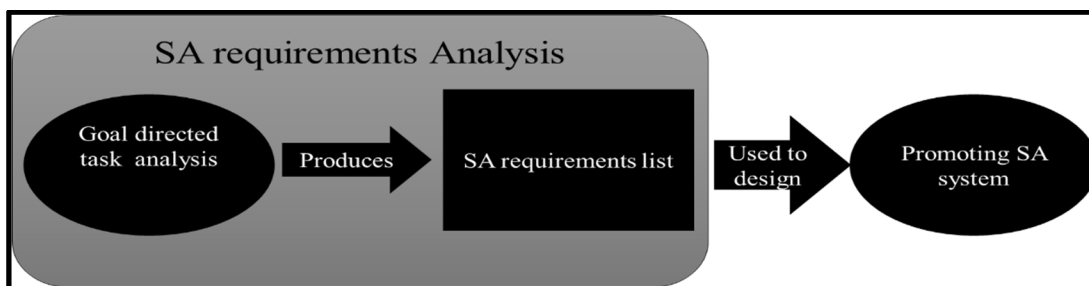 SA requirements Analysis
Goal directed
task analysis
Produces
SA requirements list
Used to
design
Promoting SA
system